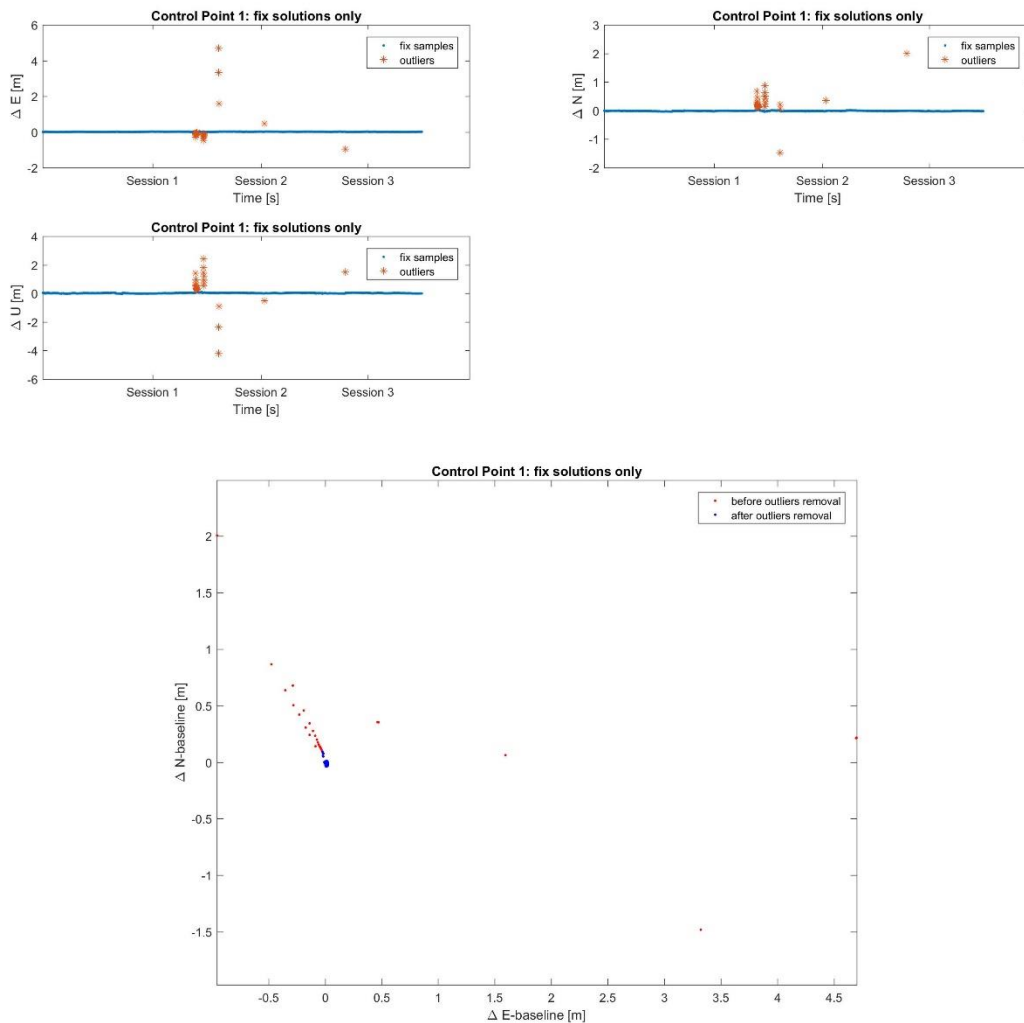 Control Point 1: fix solutions only
6
4
2
0
-2
Δ E [m]
fix samples
outliers
Session 1 Session 2 Session 3
Time [s]
Control Point 1: fix solutions only
3
2
1
0
-1
-2
Δ N [m]
fix samples
outliers
Session 1 Session 2 Session 3
Time [s]
Control Point 1: fix solutions only
4
2
0
-2
-4
-6
Δ U [m]
fix samples
outliers
Session 1 Session 2 Session 3
Time [s]
Control Point 1: fix solutions only
before outliers removal
after outliers removal
2
1.5
1
0.5
0
-0.5
-1
-1.5
Δ N-baseline [m]
-0.5 0 0.5 1 1.5 2 2.5 3 3.5 4 4.5
Δ E-baseline [m]